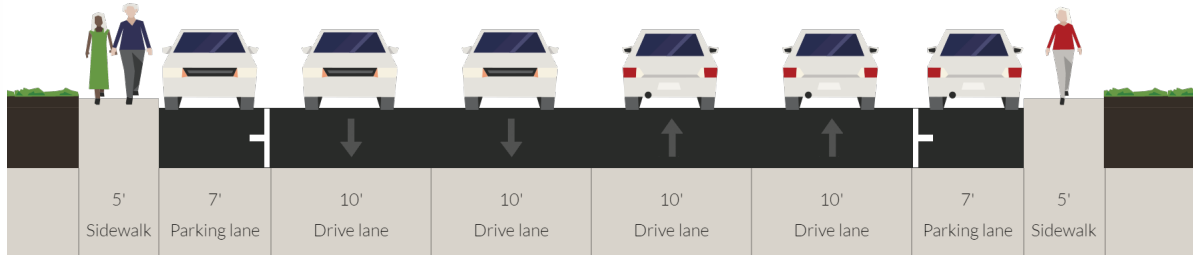 5' 7' 10' 10' 10' 10' 7' 5'
Sidewalk Parking lane Drive lane Drive lane Drive lane Drive lane Parking lane Sidewalk